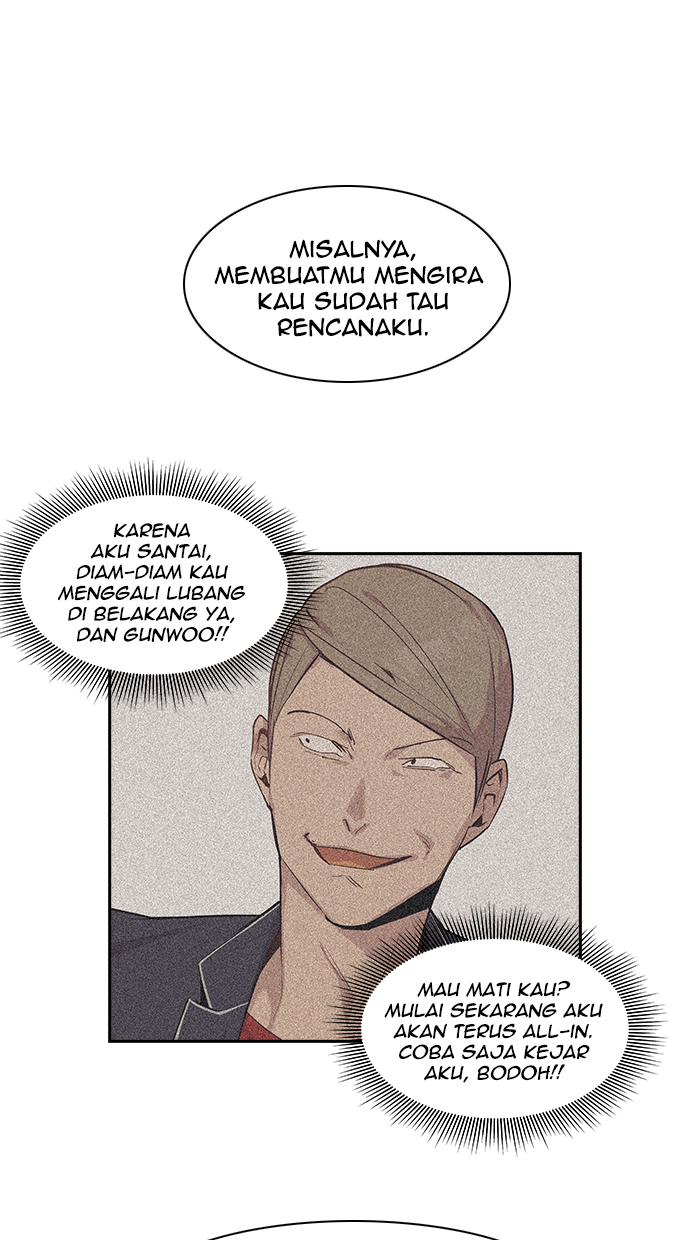 MISALNYA,
MEMBUATMU MENGIRA
KAU SUDAH TAU
RENCANAKU.
KARENA
AKU SANTAI,
DIAM-DIAM KAU
MENGGALI LUBANG
DI BELAKANG YA,
DAN GUNWOO!!
MAU MATI KAU?
MULAI SEKARANG AKU
AKAN TERUS ALL-IN.
COBA SAJA KEJAR
AKU, BODOH!!